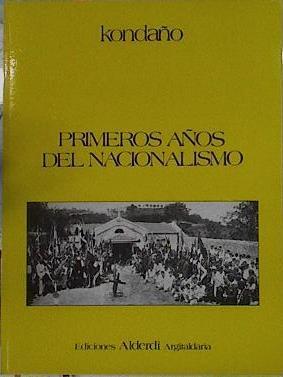 kondaño
PRIMEROS AÑOS
DEL NACIONALISMO
Ediciones Alderdi Argitaldaria